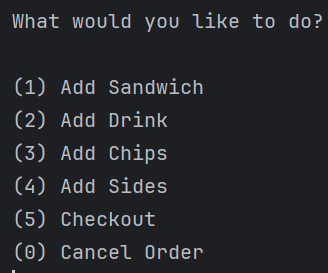 What would you like to do?
(1) Add Sandwich
(2) Add Drink
(3) Add Chips
(4) Add Sides
(5) Checkout
(0) Cancel Order